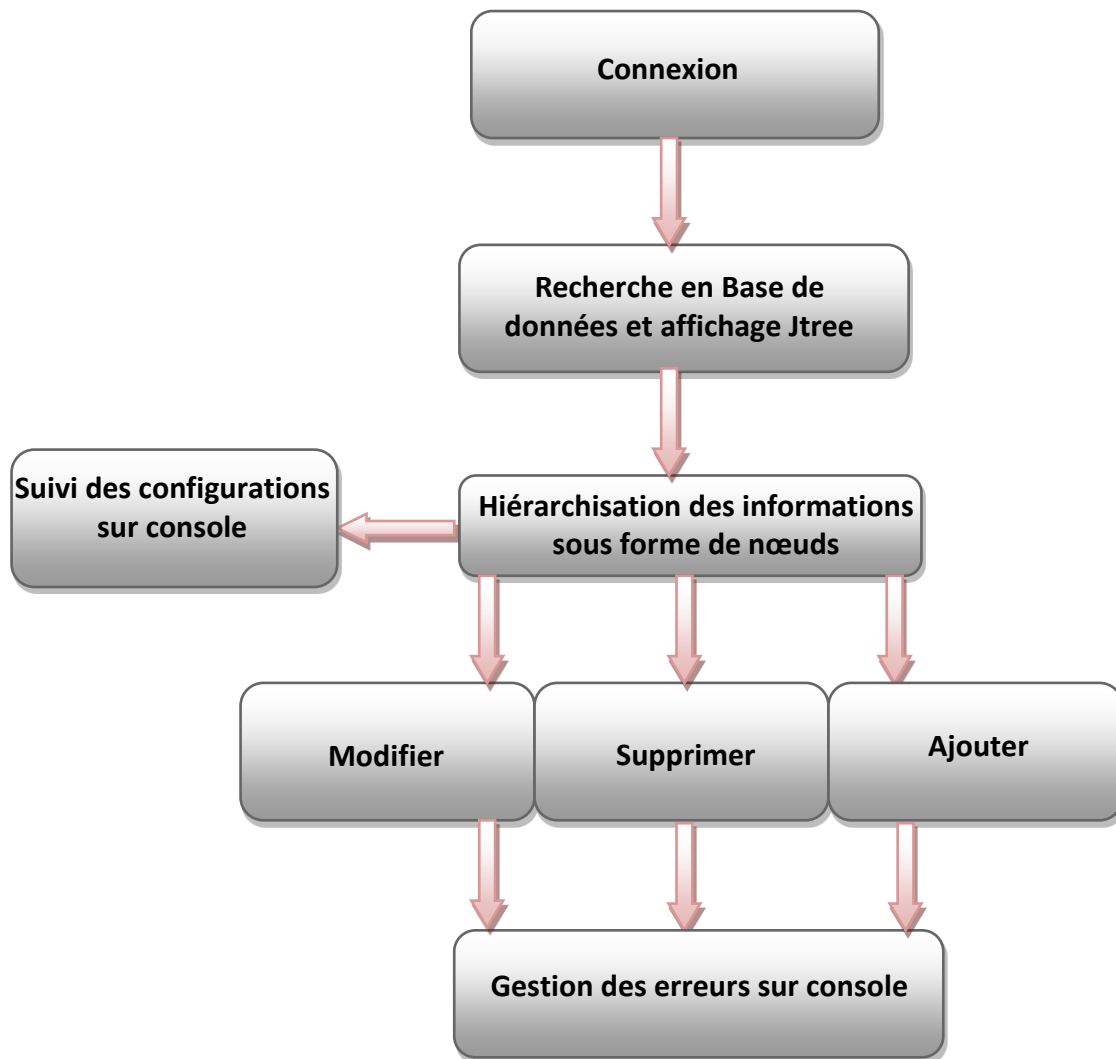 Connexion
Recherche en Base de
données et affichage Jtree
Suivi des configurations
sur console
Hiérarchisation des informations
sous forme de nœuds
Modifier
Supprimer
Ajouter
Gestion des erreurs sur console